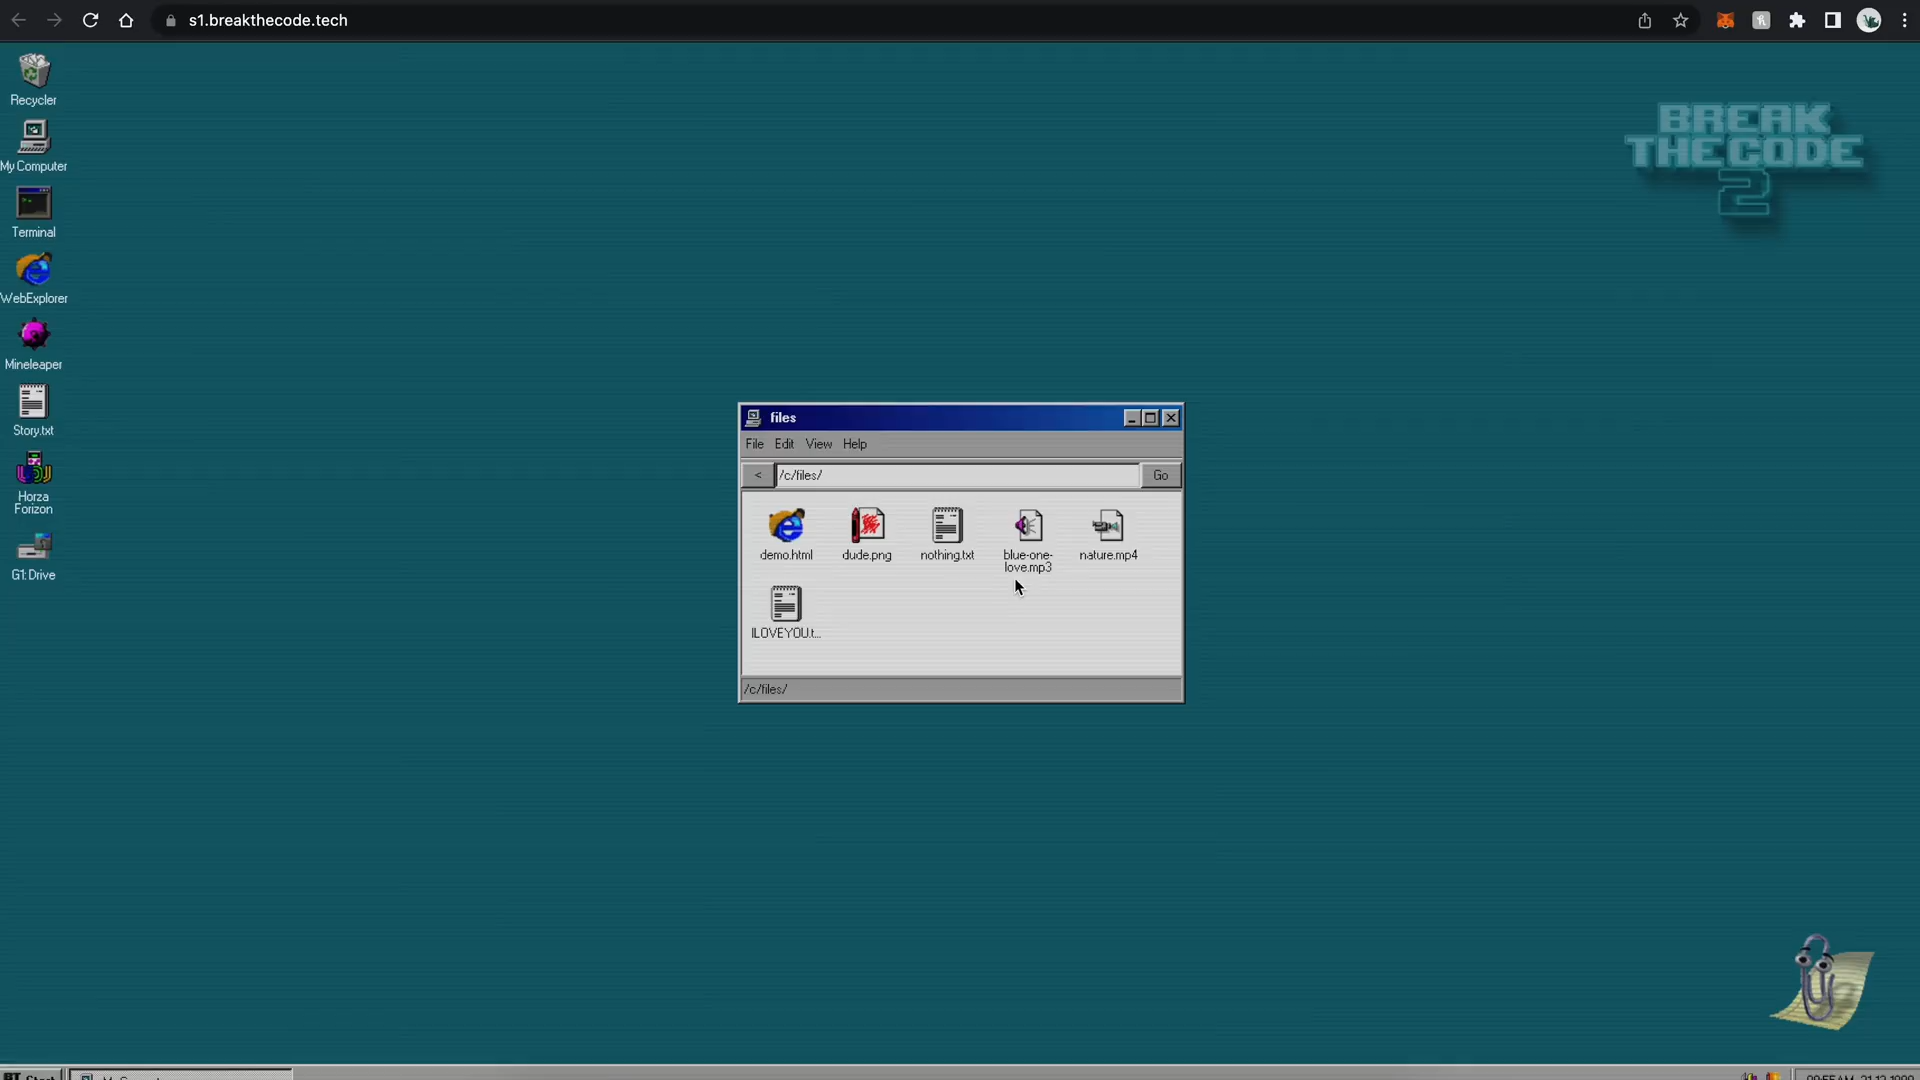 s1.breakthecode.tech
Recycler
My Computer
Terminal
WebExplorer
Mineleaper
Story.txt
Horza
Forizon
G1: Drive
BREAK
THE CODE
2
files
File Edit View Help
< /c/files/ Go
demo.html dude.png nothing.txt blue-one-
love.mp3 nature.mp4
ILOVEYOU.t...
/c/files/